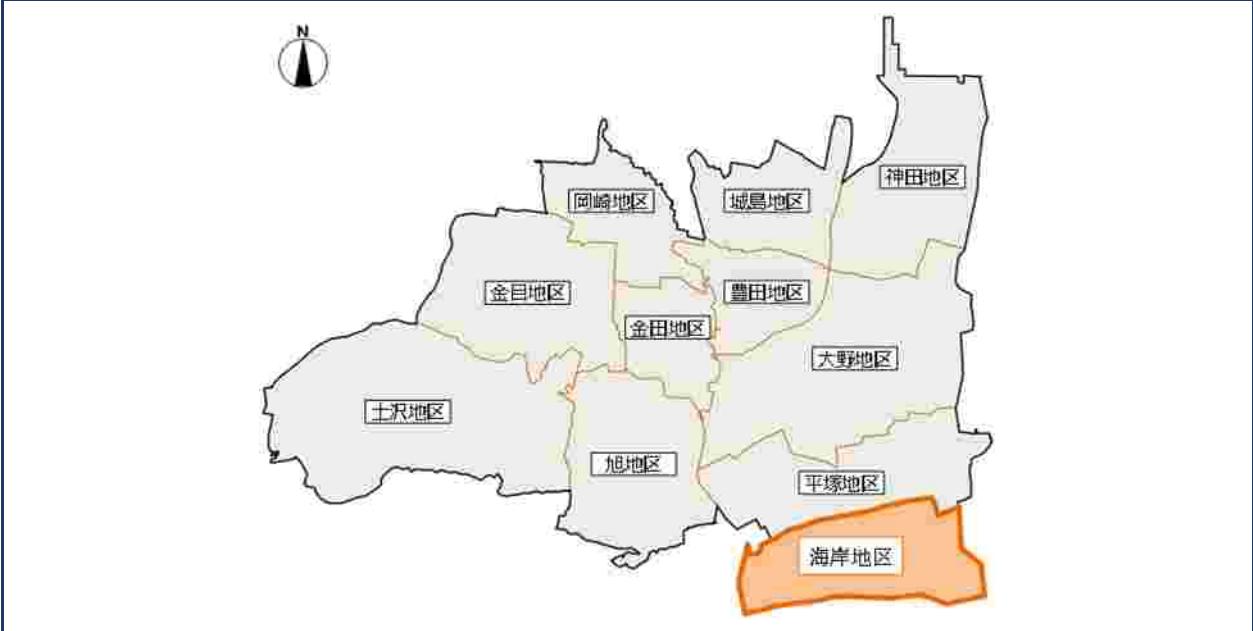 N
神田地区
岡崎地区
城島地区
金目地区
豊田地区
金田地区
大野地区
土沢地区
旭地区
平塚地区
海岸地区